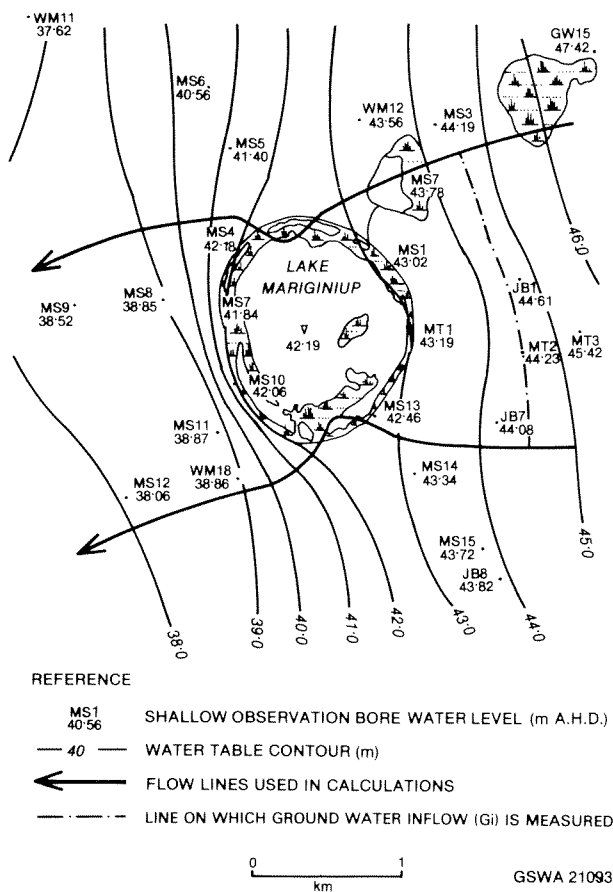 WM11
37·62
GW15
47·42
MS6
40·56
WM12
43·56
MS3
44·19
MS5
41·40
MS7
43·78
MS4
42·18
MS1
43·02
46·0
LAKE
MARIGINIUP
JB1
44·61
MS9
38·52
MS8
38·85
MS7
41·84
42·19
MT1
43·19
MT2
44·23
MT3
45·42
MS10
42·06
MS13
42·46
MS11
38·87
JB7
44·08
MS12
38·06
WM18
38·86
MS14
43·34
MS15
43·72
JB8
43·82
38·0
39·0
40·0
41·0
42·0
43·0
44·0
45·0
REFERENCE
MS1
40·56
SHALLOW OBSERVATION BORE WATER LEVEL (m A.H.D.)
40
WATER TABLE CONTOUR (m)
FLOW LINES USED IN CALCULATIONS
LINE ON WHICH GROUND WATER INFLOW (Gi) IS MEASURED
0 1
km
GSWA 21093